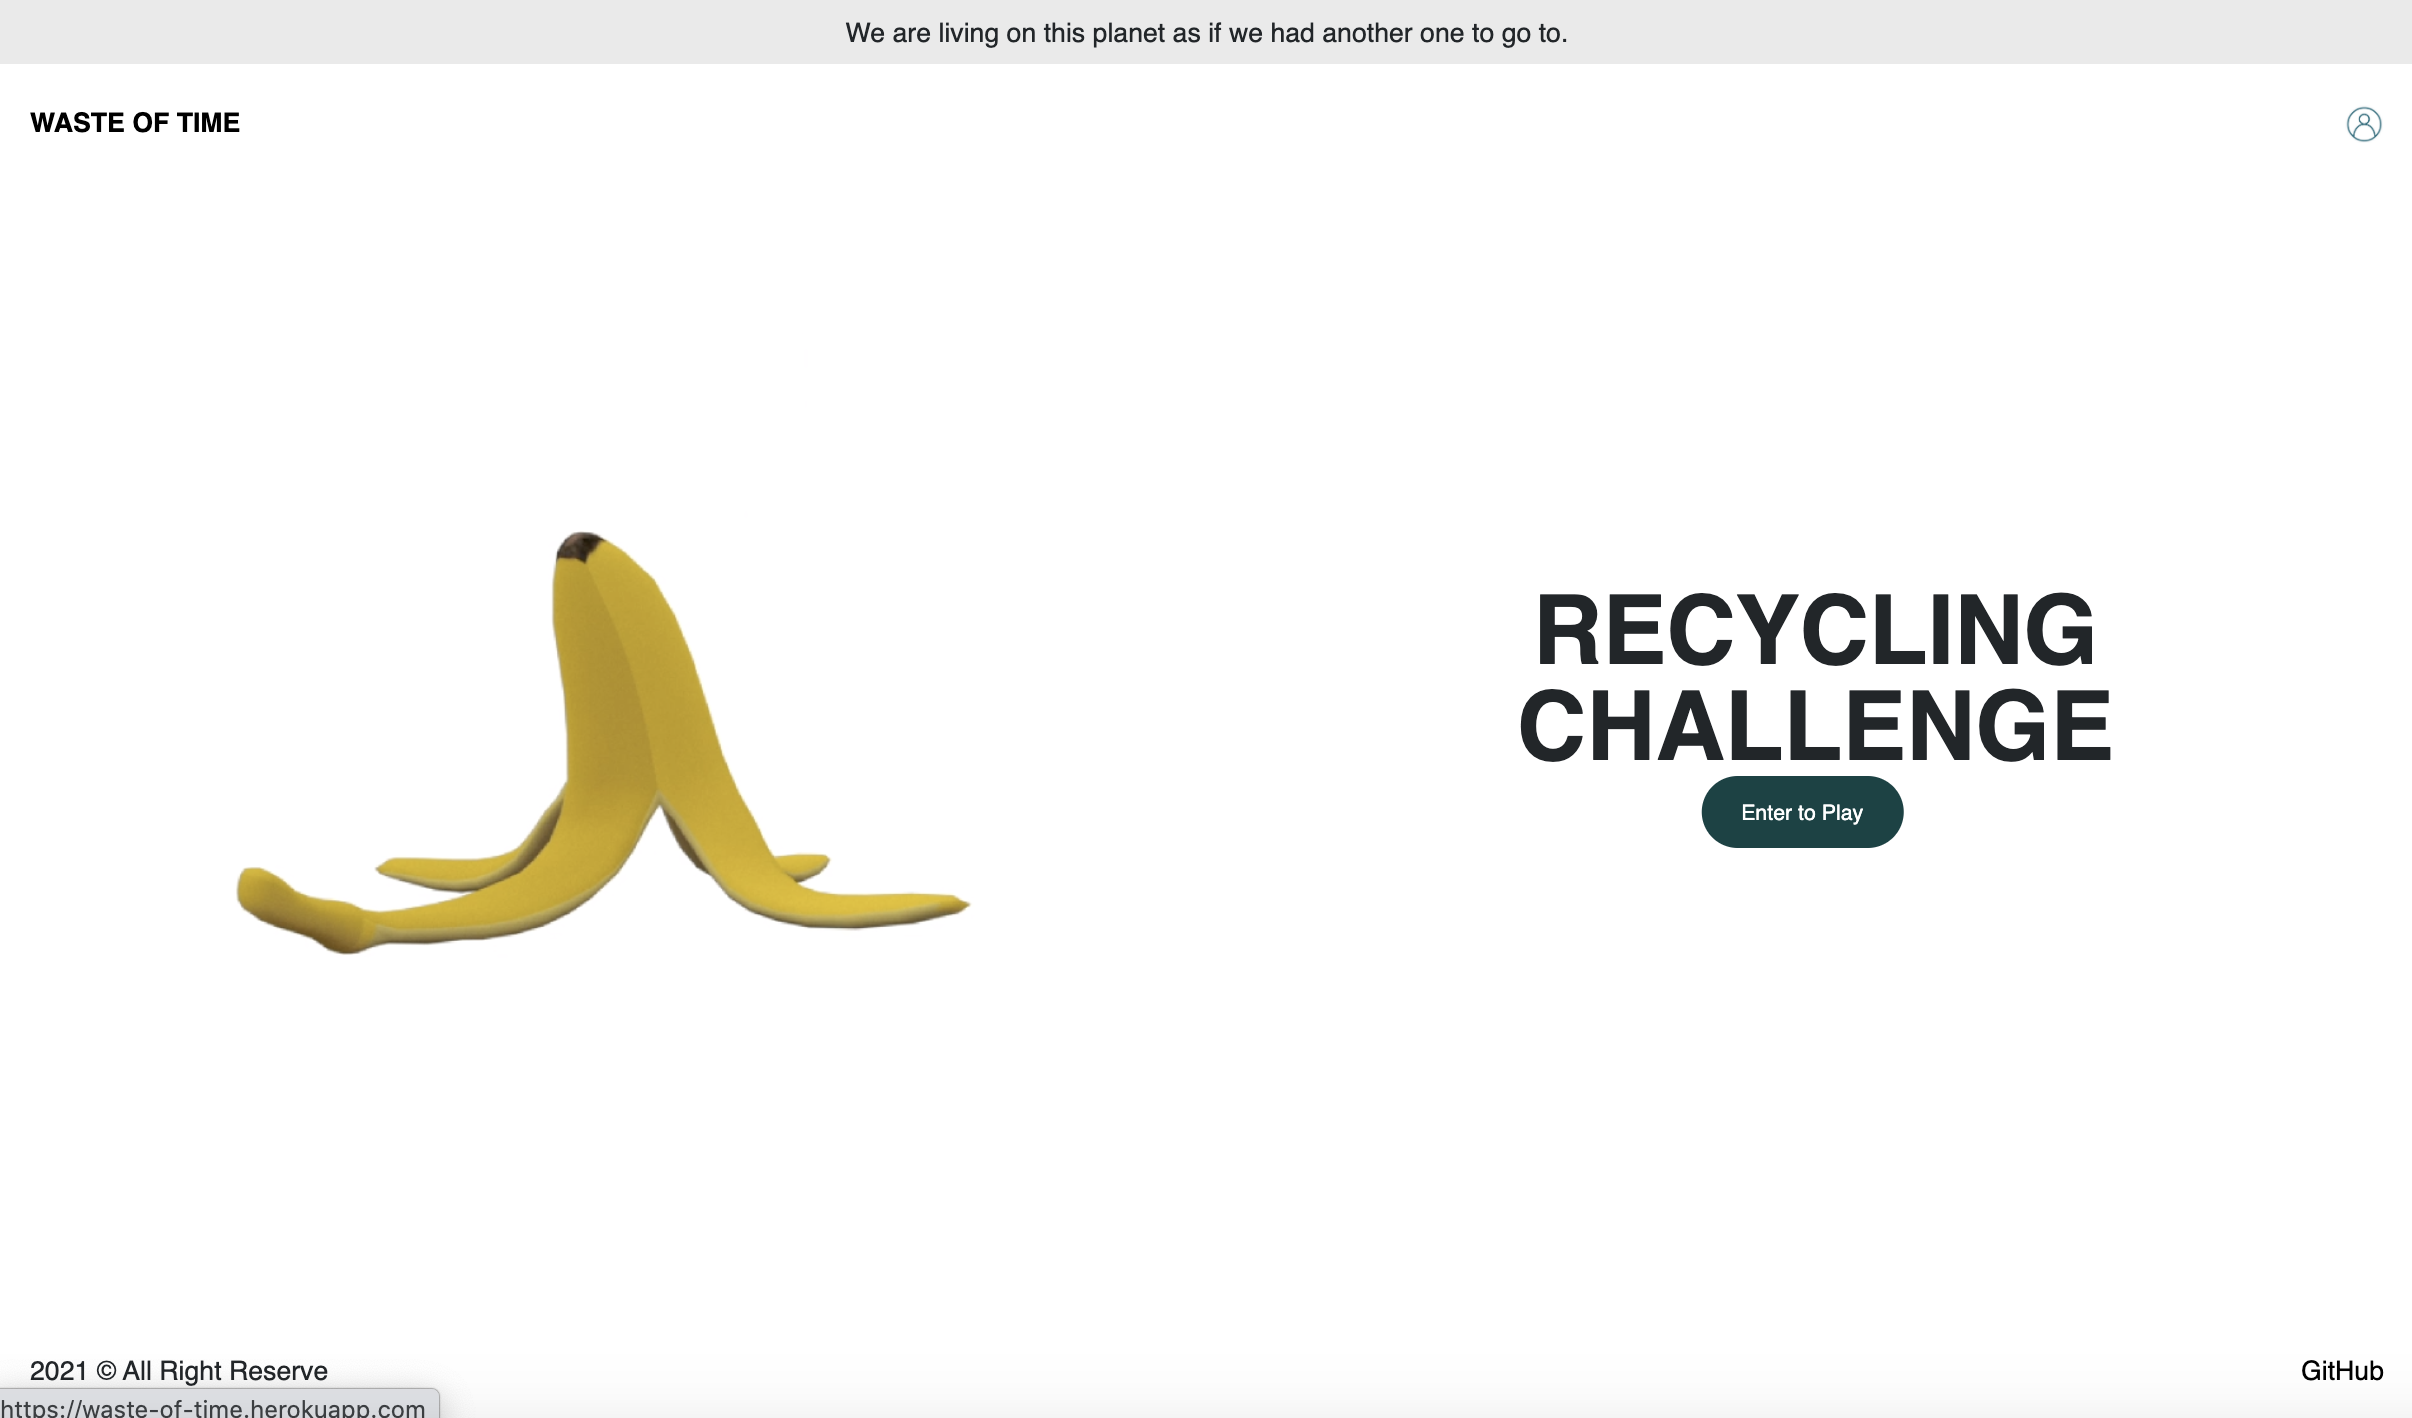 We are living on this planet as if we had another one to go to.
WASTE OF TIME
RECYCLING
CHALLENGE
Enter to Play
2021 © All Right Reserve
GitHub
https://waste-of-time.herokuapp.com